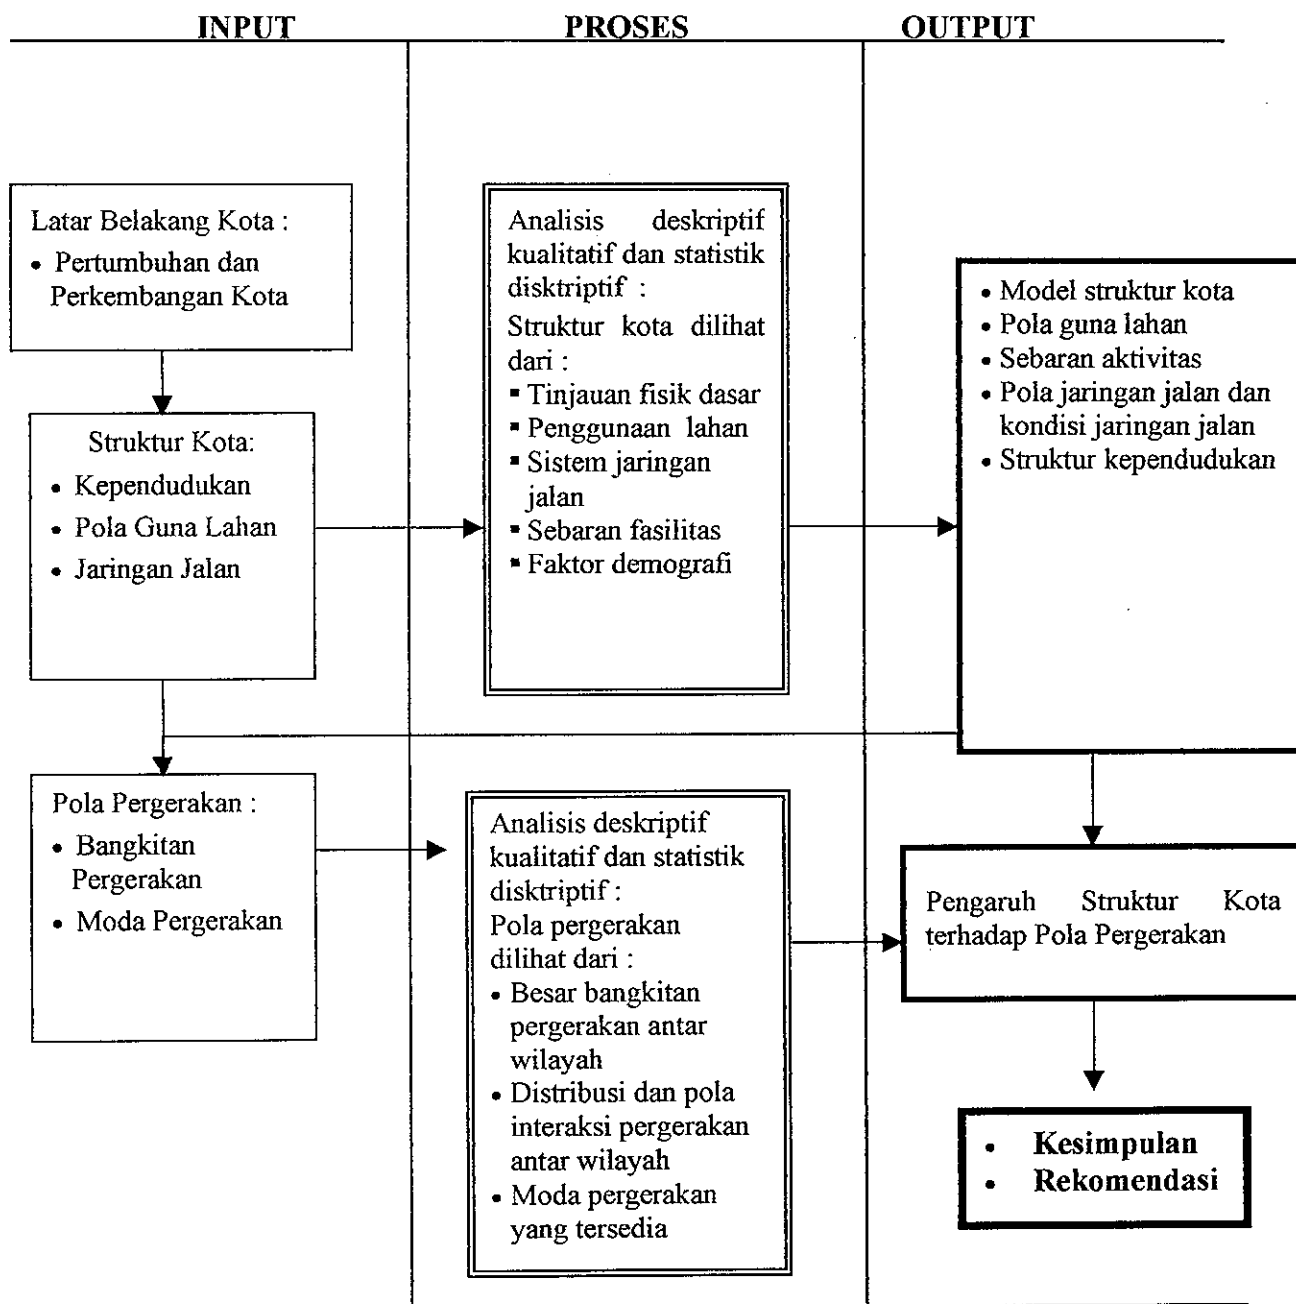 INPUT
PROSES
OUTPUT
Latar Belakang Kota :
• Pertumbuhan dan
Perkembangan Kota
Struktur Kota:
• Kependudukan
• Pola Guna Lahan
• Jaringan Jalan
Pola Pergerakan :
• Bangkitan
Pergerakan
• Moda Pergerakan
Analisis deskriptif
kualitatif dan statistik
disktriptif :
Struktur kota dilihat
dari :
▪ Tinjauan fisik dasar
▪ Penggunaan lahan
▪ Sistem jaringan
jalan
▪ Sebaran fasilitas
▪ Faktor demografi
Analisis deskriptif
kualitatif dan statistik
disktriptif :
Pola pergerakan
dilihat dari :
• Besar bangkitan
pergerakan antar
wilayah
• Distribusi dan pola
interaksi pergerakan
antar wilayah
• Moda pergerakan
yang tersedia
• Model struktur kota
• Pola guna lahan
• Sebaran aktivitas
• Pola jaringan jalan dan
kondisi jaringan jalan
• Struktur kependudukan
Pengaruh Struktur Kota
terhadap Pola Pergerakan
• Kesimpulan
• Rekomendasi